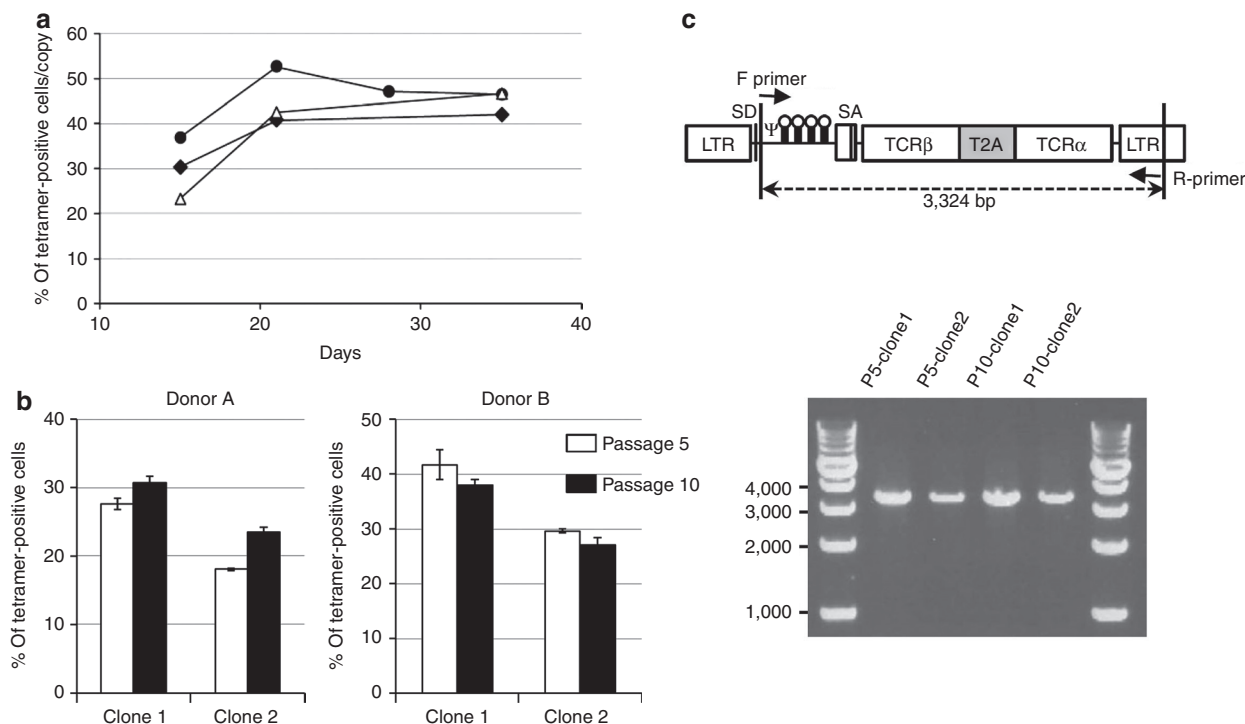 a
% Of tetramer-positive cells/copy
60
50
40
30
20
10
0
10
20
30
40
Days
b
Donor A
% Of tetramer-positive cells
40
30
20
10
0
Clone 1
Clone 2
Donor B
% Of tetramer-positive cells
50
40
30
20
10
0
Clone 1
Clone 2
Passage 5
Passage 10
c
F primer
SD
Ψ
SA
LTR
TCRβ
T2A
TCRα
LTR
R-primer
3,324 bp
P5-clone1
P5-clone2
P10-clone1
P10-clone2
4,000
3,000
2,000
1,000